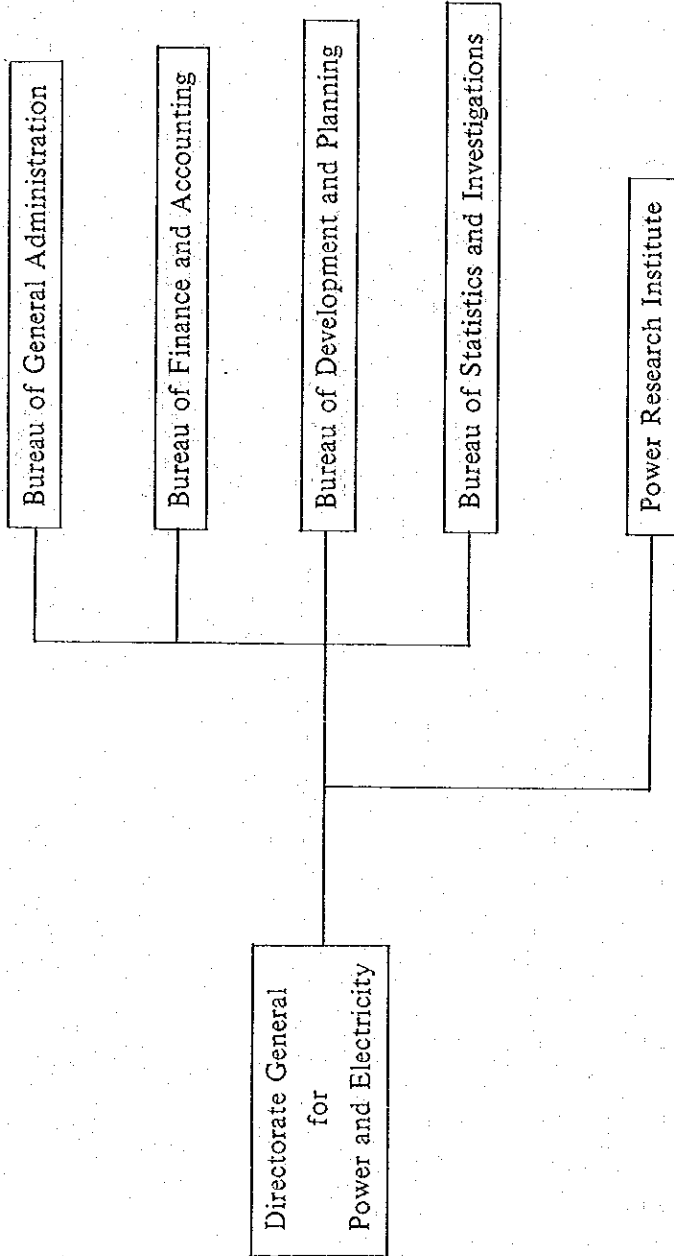 Directorate General
for
Power and Electricity
Bureau of General Administration
Bureau of Finance and Accounting
Bureau of Development and Planning
Bureau of Statistics and Investigations
Power Research Institute